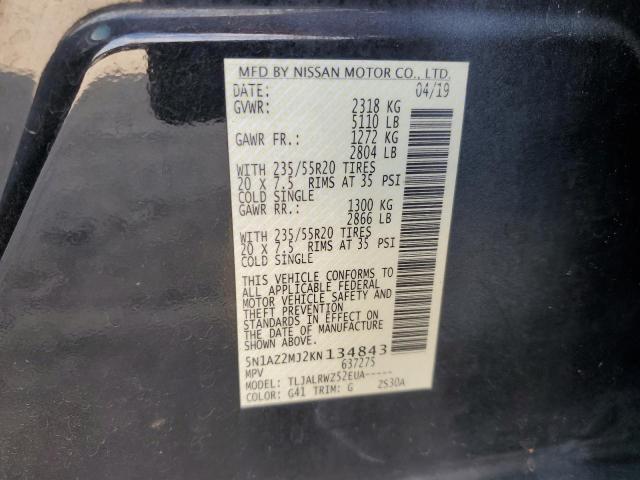 MFD BY NISSAN MOTOR CO., LTD.
DATE: 04/19
GVWR: 2318 KG
5110 LB
GAWR FR.: 1272 KG
2804 LB
WITH 235/55R20 TIRES
20 X 7.5 RIMS AT 35 PSI
COLD SINGLE
GAWR RR.: 1300 KG
2866 LB
WITH 235/55R20 TIRES
20 X 7.5 RIMS AT 35 PSI
COLD SINGLE
THIS VEHICLE CONFORMS TO
ALL APPLICABLE FEDERAL
MOTOR VEHICLE SAFETY AND
THEFT PREVENTION
STANDARDS IN EFFECT ON
THE DATE OF MANUFACTURE
SHOWN ABOVE.
5N1AZ2MJ2KN134843
MPV 637275
MODEL: TLJALRWZ52EUA-----
COLOR: G41 TRIM: G 2S30A